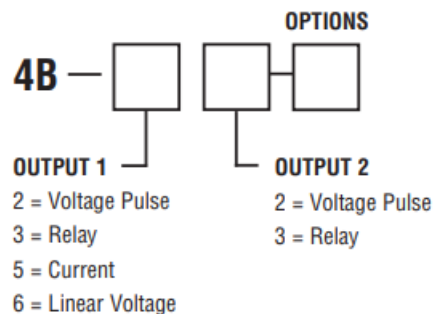 OPTIONS
4B —
OUTPUT 1
2 = Voltage Pulse
3 = Relay
5 = Current
6 = Linear Voltage
OUTPUT 2
2 = Voltage Pulse
3 = Relay